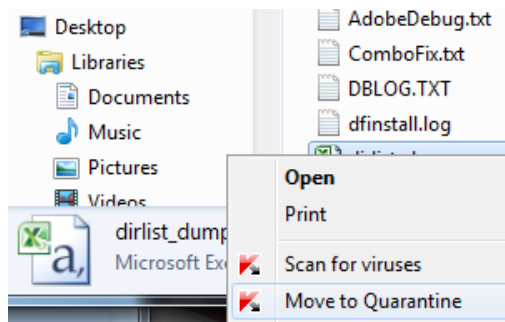 Desktop
Libraries
Documents
Music
Pictures
Videos
AdobeDebug.txt
ComboFix.txt
DBLOG.TXT
dfinstall.log
Open
Print
Scan for viruses
Move to Quarantine
dirlist_dump
Microsoft Ex
a,